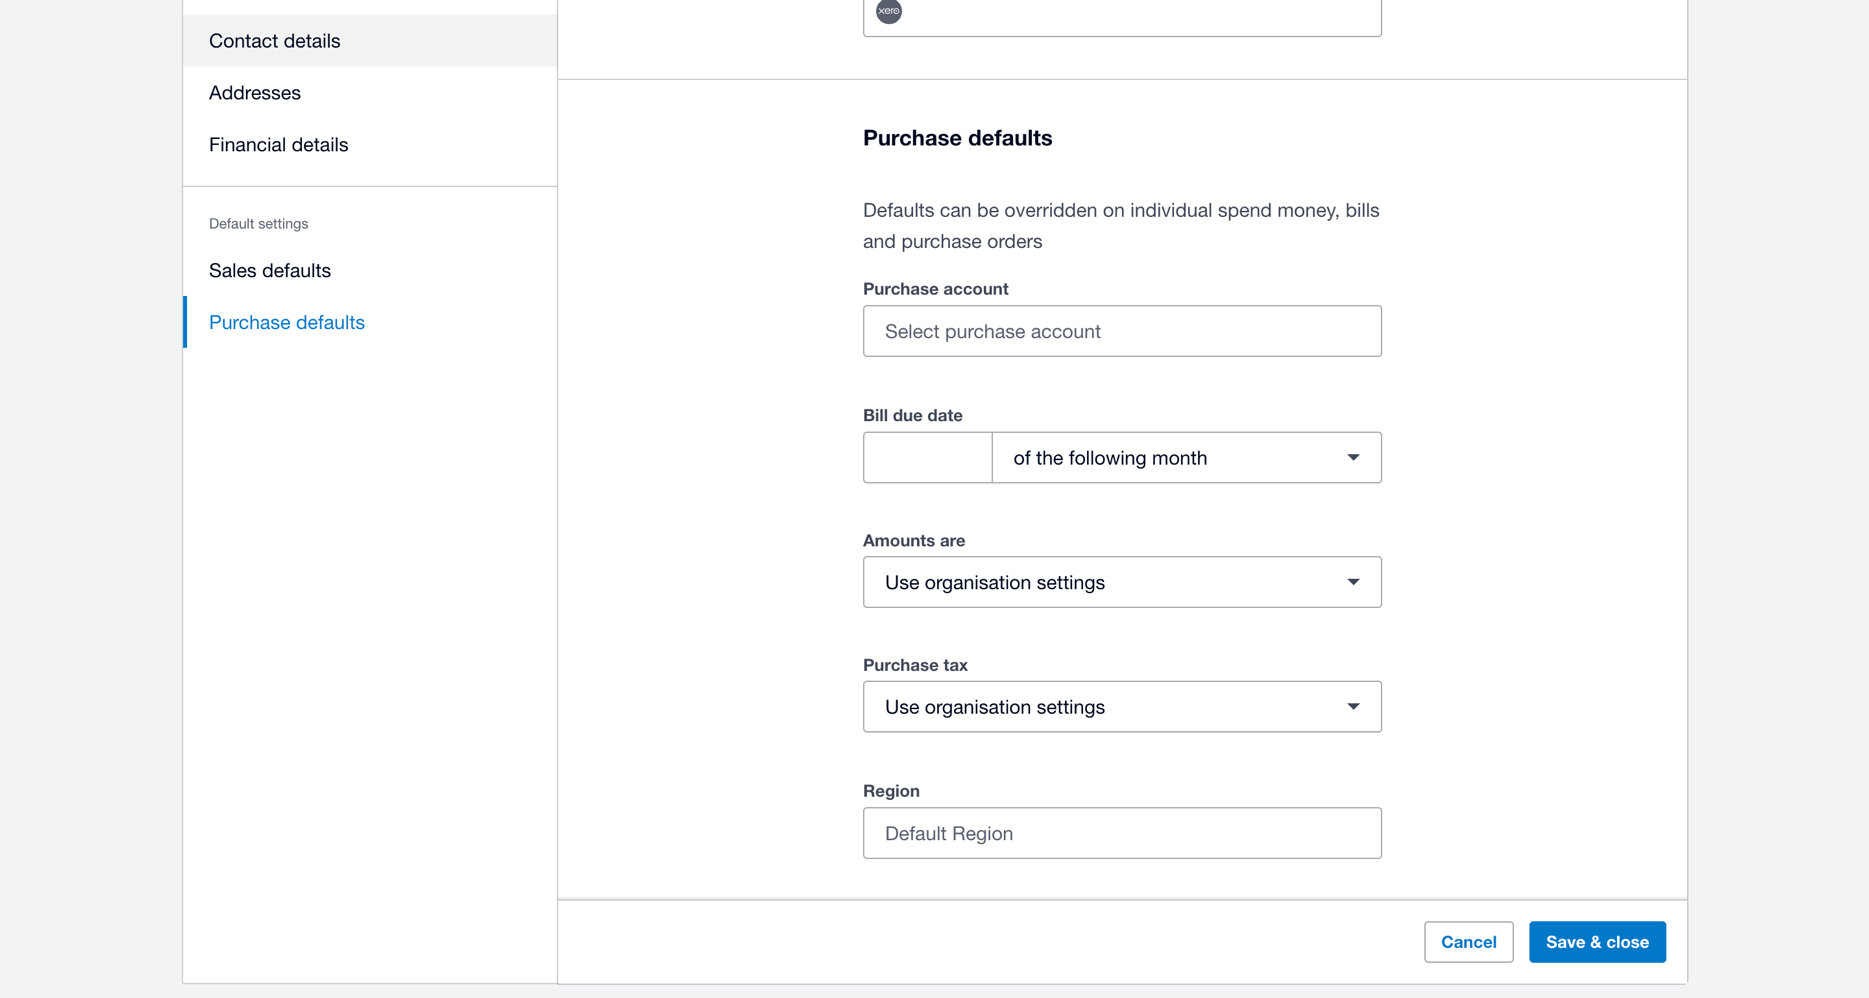 xero
Contact details
Addresses
Financial details
Default settings
Sales defaults
Purchase defaults
Purchase defaults
Defaults can be overridden on individual spend money, bills
and purchase orders
Purchase account
Select purchase account
Bill due date
of the following month
Amounts are
Use organisation settings
Purchase tax
Use organisation settings
Region
Default Region
Cancel
Save & close